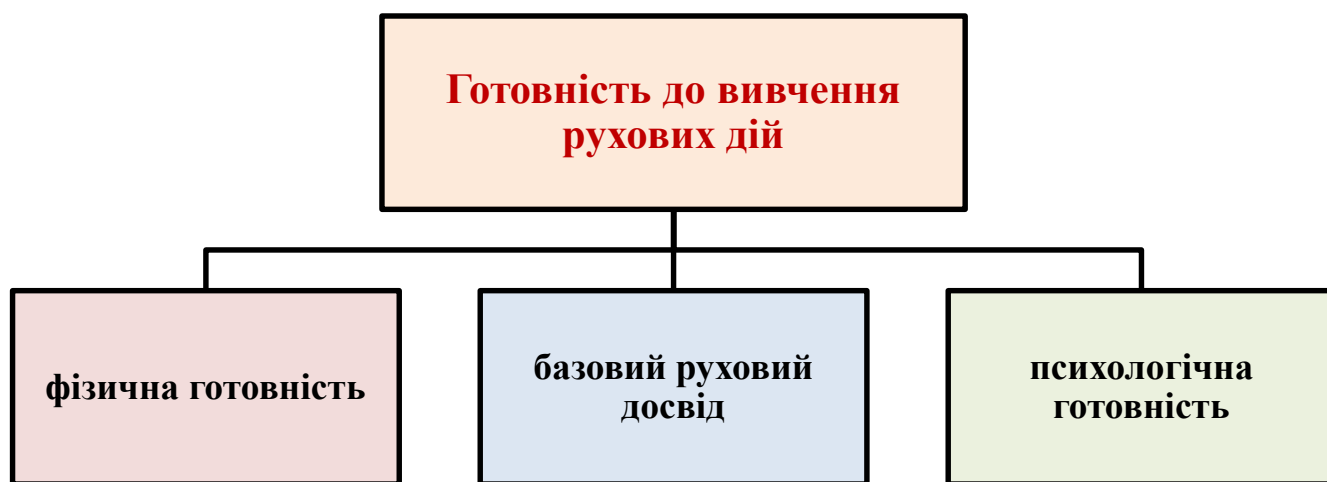 Готовність до вивчення
рухових дій
фізична готовність
базовий руховий
досвід
психологічна
готовність